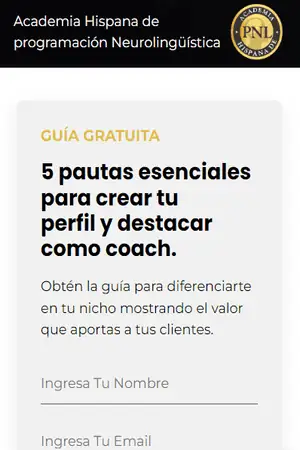 Academia Hispana de
programación Neurolingüística
ACADEMIA
PNL
HISPANA DE
GUÍA GRATUITA
5 pautas esenciales
para crear tu
perfil y destacar
como coach.
Obtén la guía para diferenciarte
en tu nicho mostrando el valor
que aportas a tus clientes.
Ingresa Tu Nombre
Ingresa Tu Email